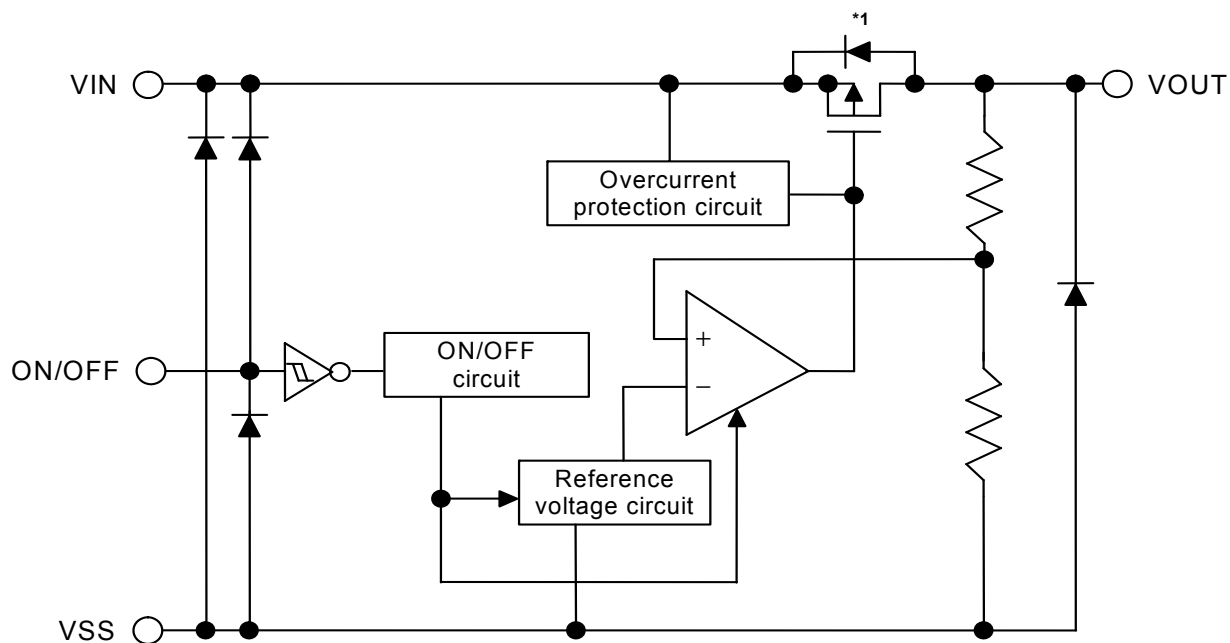 *1
VIN
VOUT
Overcurrent
protection circuit
ON/OFF
ON/OFF
circuit
+
−
Reference
voltage circuit
VSS